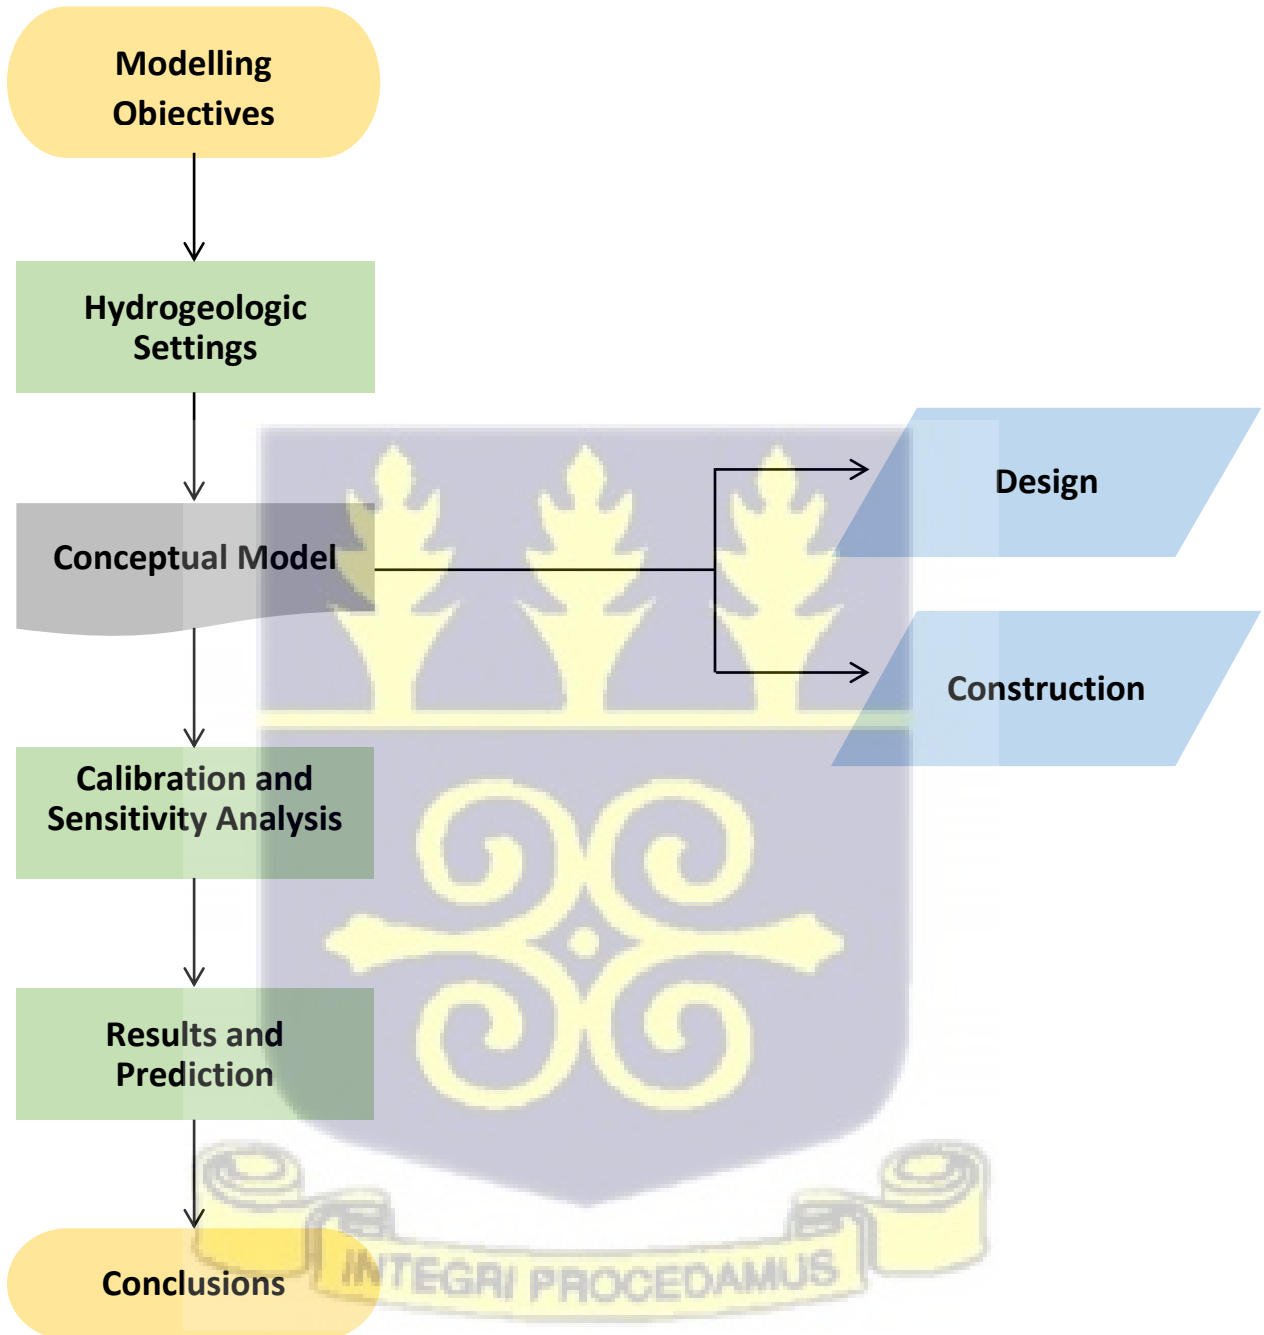 Modelling
Objectives
Hydrogeologic
Settings
Conceptual Model
Design
Construction
Calibration and
Sensitivity Analysis
Results and
Prediction
Conclusions
INTEGRI PROCEDAMUS